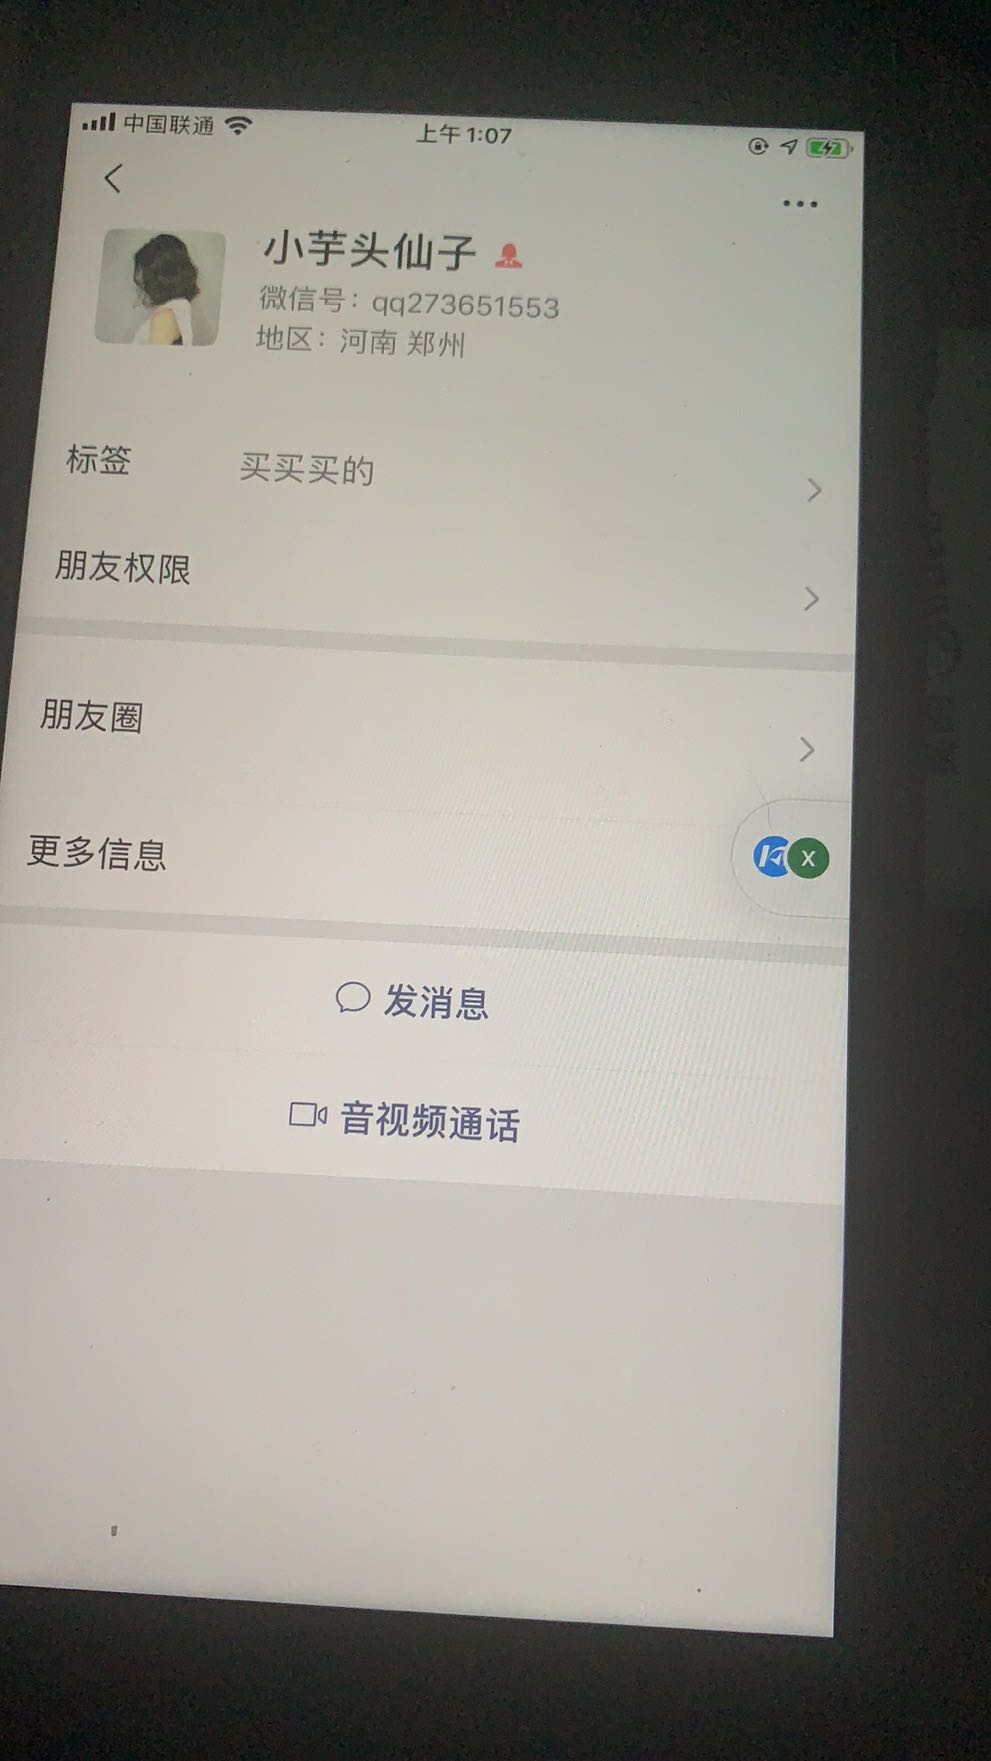 中国联通
上午 1:07
小芋头仙子
微信号：qq273651553
地区：河南 郑州
标签 买买买的
朋友权限
朋友圈
更多信息
X
发消息
音视频通话